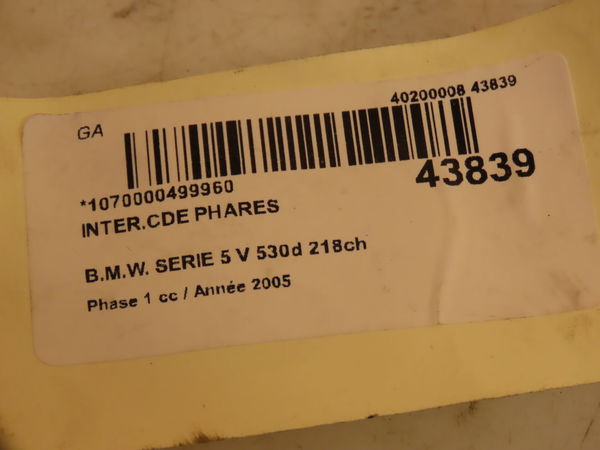 40200008 43839
GA
43839
*1070000499960
INTER.CDE PHARES
B.M.W. SERIE 5 V 530d 218ch
Phase 1 cc / Année 2005